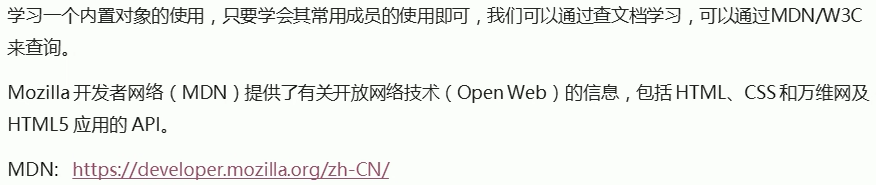 学习一个内置对象的使用，只要学会其常用成员的使用即可，我们可以通过查文档学习，可以通过MDN/W3C
来查询。
Mozilla 开发者网络（MDN）提供了有关开放网络技术（Open Web）的信息，包括 HTML、CSS 和万维网及
HTML5 应用的 API。
MDN: https://developer.mozilla.org/zh-CN/